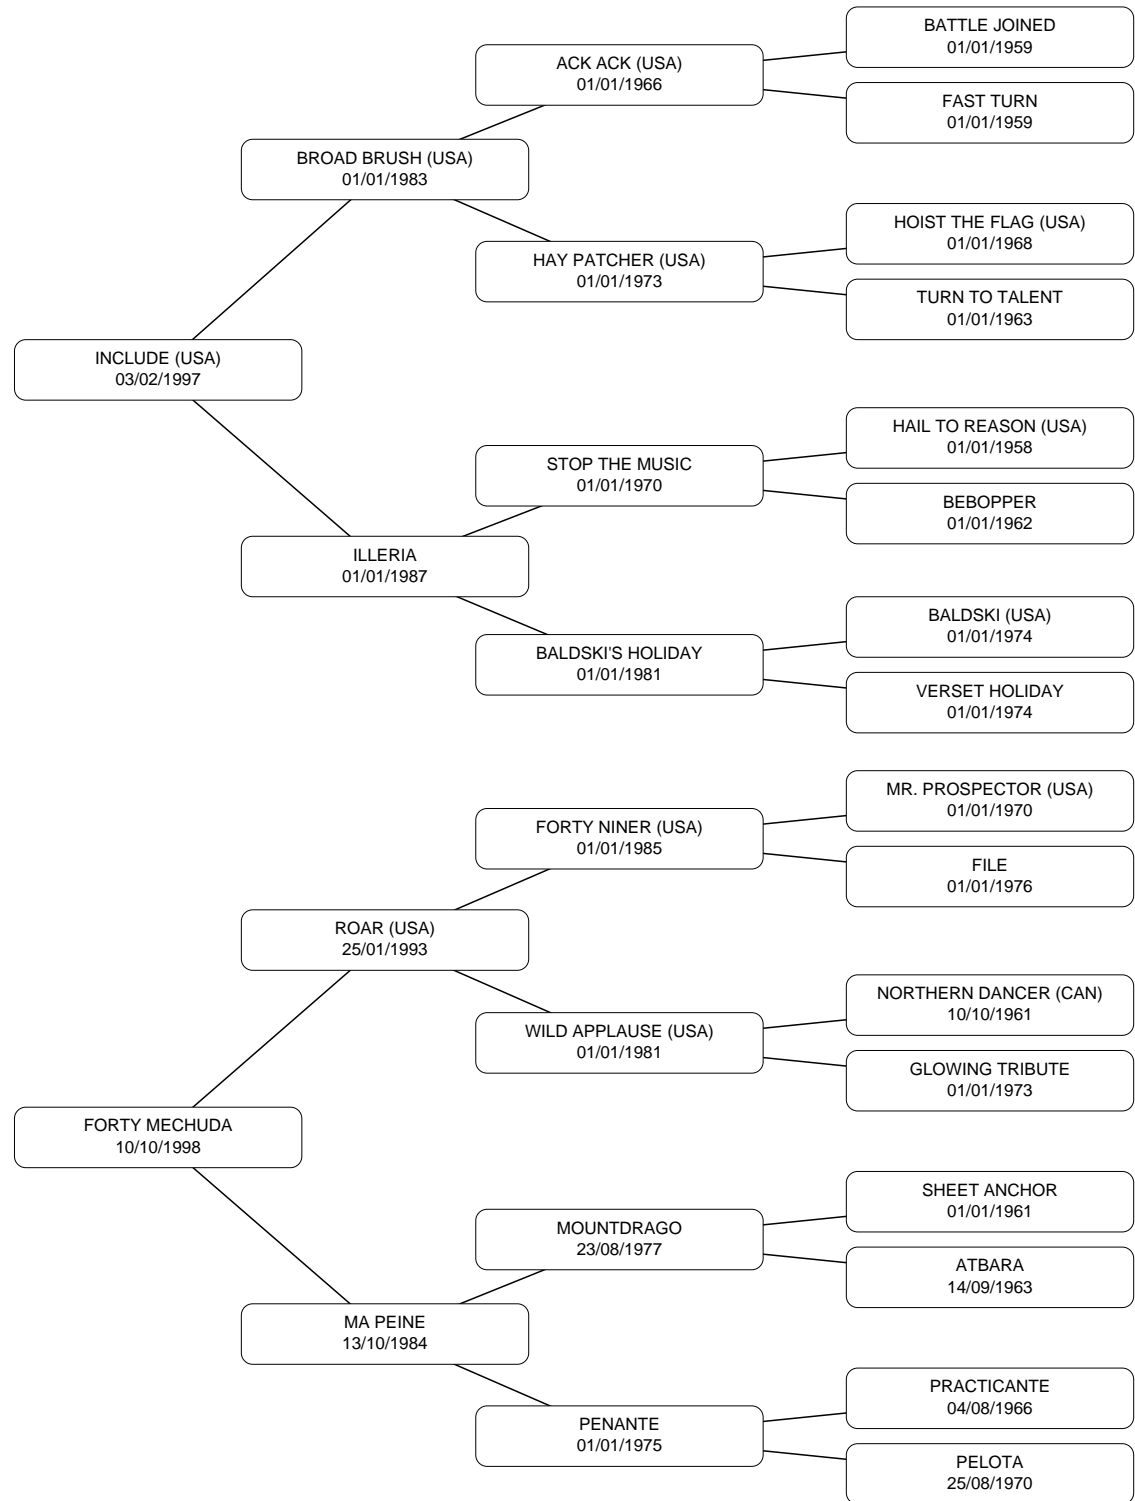 BATTLE JOINED
01/01/1959
ACK ACK (USA)
01/01/1966
FAST TURN
01/01/1959
BROAD BRUSH (USA)
01/01/1983
HOIST THE FLAG (USA)
01/01/1968
HAY PATCHER (USA)
01/01/1973
TURN TO TALENT
01/01/1963
INCLUDE (USA)
03/02/1997
HAIL TO REASON (USA)
01/01/1958
STOP THE MUSIC
01/01/1970
BEBOPPER
01/01/1962
ILLERIA
01/01/1987
BALDSKI (USA)
01/01/1974
BALDSKI'S HOLIDAY
01/01/1981
VERSET HOLIDAY
01/01/1974
MR. PROSPECTOR (USA)
01/01/1970
FORTY NINER (USA)
01/01/1985
FILE
01/01/1976
ROAR (USA)
25/01/1993
NORTHERN DANCER (CAN)
10/10/1961
WILD APPLAUSE (USA)
01/01/1981
GLOWING TRIBUTE
01/01/1973
FORTY MECHUDA
10/10/1998
SHEET ANCHOR
01/01/1961
MOUNTDRAGO
23/08/1977
ATBARA
14/09/1963
MA PEINE
13/10/1984
PRACTICANTE
04/08/1966
PENANTE
01/01/1975
PELOTA
25/08/1970